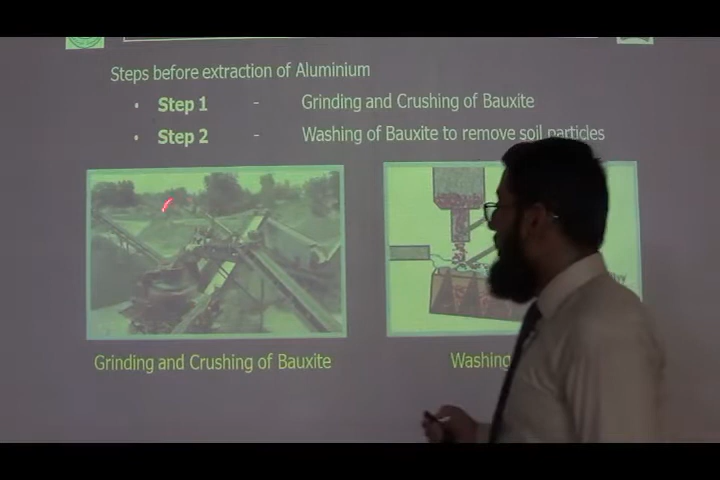 Steps before extraction of Aluminium
• Step 1 - Grinding and Crushing of Bauxite
• Step 2 - Washing of Bauxite to remove soil particles
Grinding and Crushing of Bauxite
Washing